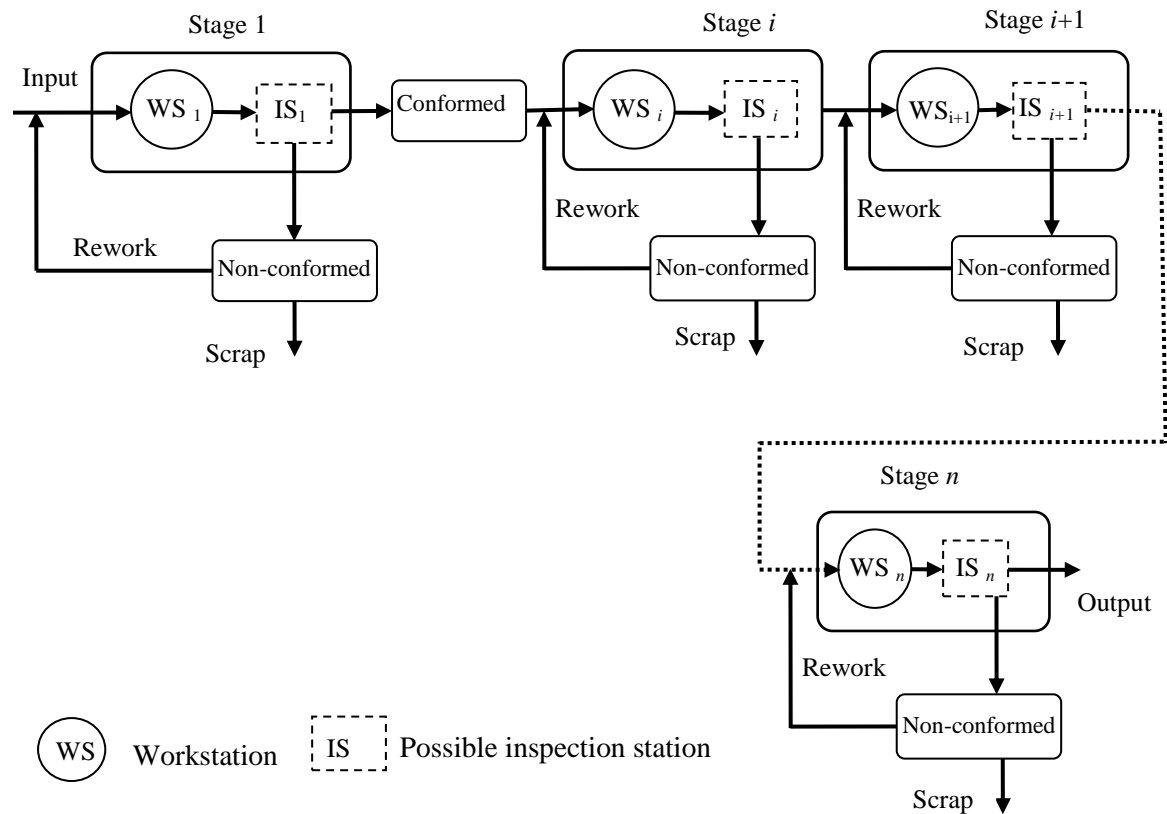 Stage 1
Stage i
Stage i+1
Input
WS 1
IS1
Conformed
WS i
IS i
WSi+1
IS i+1
Rework
Non-conformed
Scrap
Rework
Non-conformed
Scrap
Rework
Non-conformed
Scrap
Stage n
WS n
IS n
Output
Rework
Non-conformed
Scrap
WS
Workstation
IS
Possible inspection station